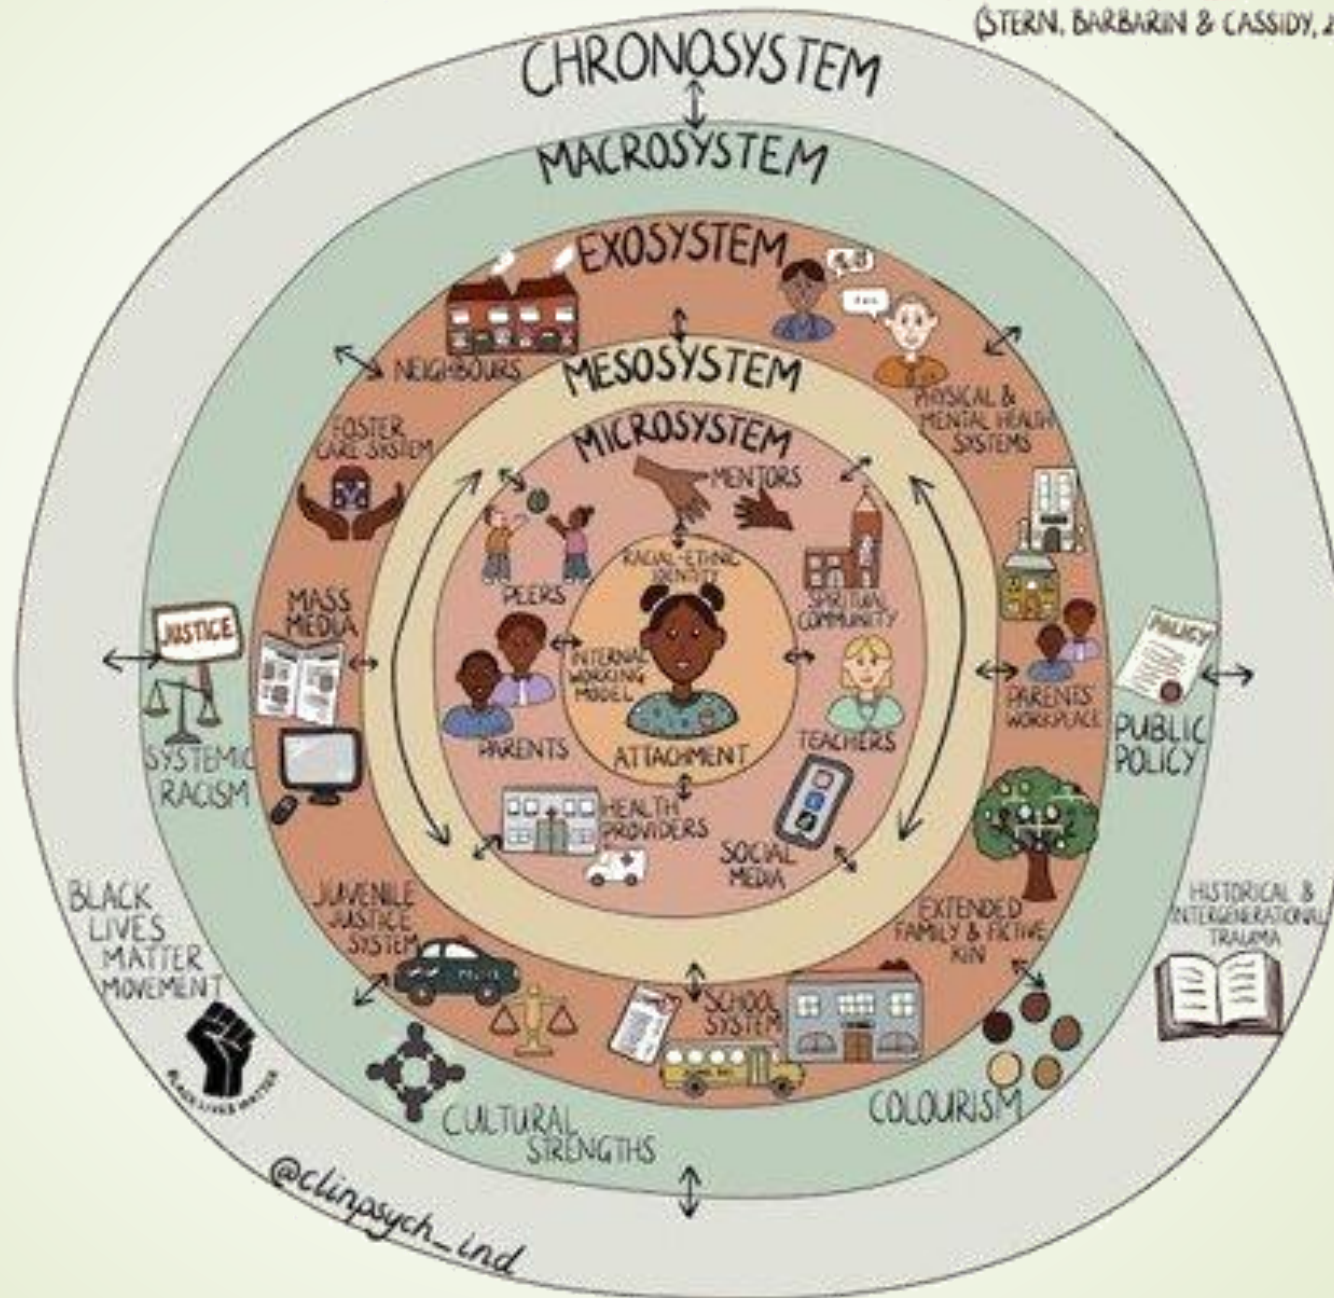 (STERN, BARBARIN & CASSIDY,
CHRONOSYSTEM
MACROSYSTEM
EXOSYSTEM
NEIGHBOURS
PHYSICAL &
MENTAL HEALTH
SYSTEMS
FOSTER
CARE SYSTEM
MESOSYSTEM
MICROSYSTEM
MENTORS
PEERS
RACIAL-ETHNIC
IDENTITY
SPIRITUAL
COMMUNITY
MASS
MEDIA
JUSTICE
SYSTEMIC
RACISM
INTERNAL
WORKING
MODEL
PARENTS
ATTACHMENT
TEACHERS
PARENTS'
WORKPLACE
POLICY
PUBLIC
POLICY
HEALTH
PROVIDERS
SOCIAL
MEDIA
JUVENILE
JUSTICE
SYSTEM
EXTENDED
FAMILY & FICTIVE
KIN
BLACK
LIVES
MATTER
MOVEMENT
HISTORICAL &
INTERGENERATIONAL
TRAUMA
SCHOOL
SYSTEM
BLACK LIVES MATTER
CULTURAL
STRENGTHS
COLOURISM
@clinpsych_ind